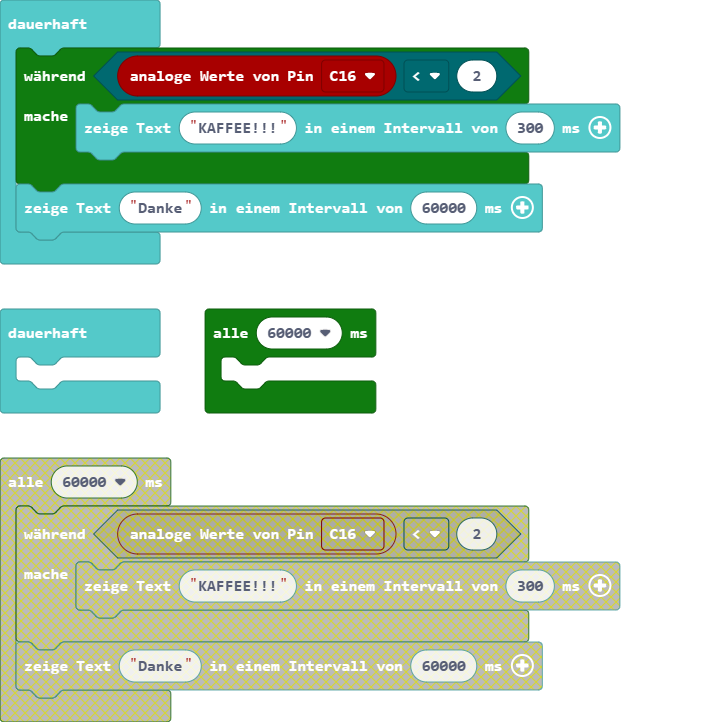 dauerhaft
während analoge Werte von Pin C16 < 2
mache zeige Text "KAFFEE!!!" in einem Intervall von 300 ms
zeige Text "Danke" in einem Intervall von 60000 ms
dauerhaft
alle 60000 ms
alle 60000 ms
während analoge Werte von Pin C16 < 2
mache zeige Text "KAFFEE!!!" in einem Intervall von 300 ms
zeige Text "Danke" in einem Intervall von 60000 ms